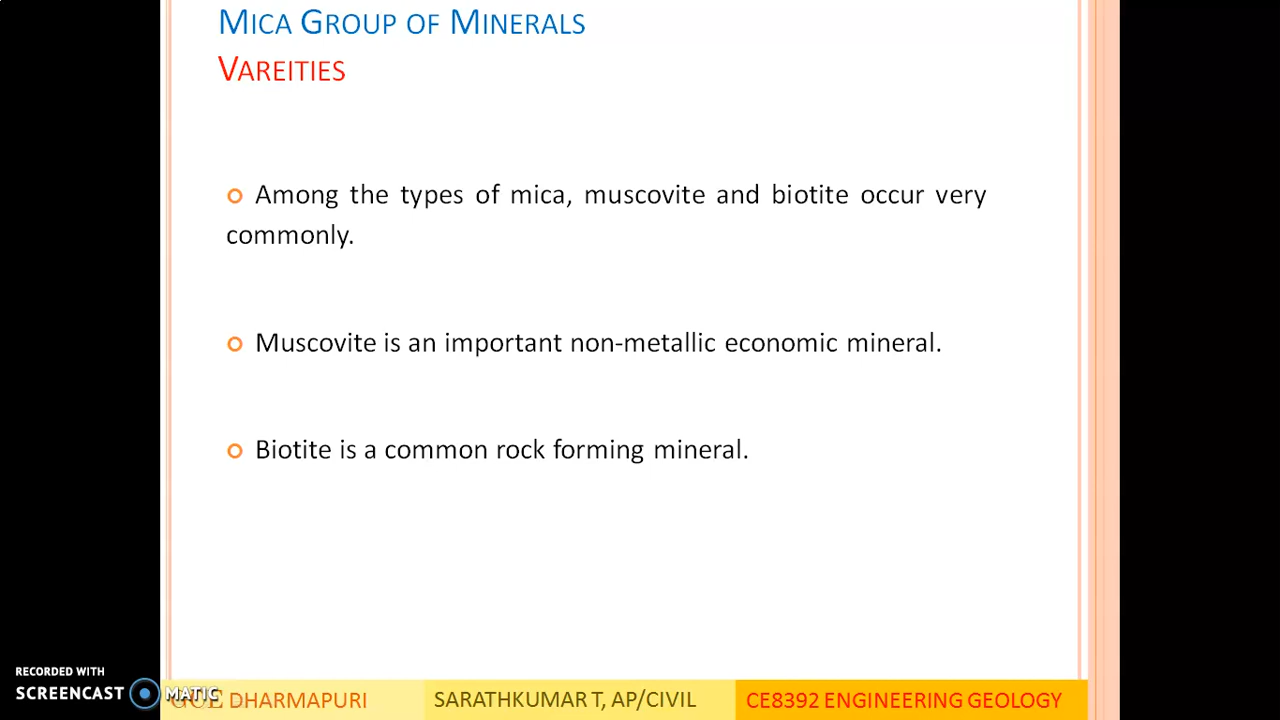 MICA GROUP OF MINERALS
VAREITIES
Among the types of mica, muscovite and biotite occur very
commonly.
Muscovite is an important non-metallic economic mineral.
Biotite is a common rock forming mineral.
RECORDED WITH
SCREENCAST MATIC
DHARMAPURI
SARATHKUMAR T, AP/CIVIL
CE8392 ENGINEERING GEOLOGY